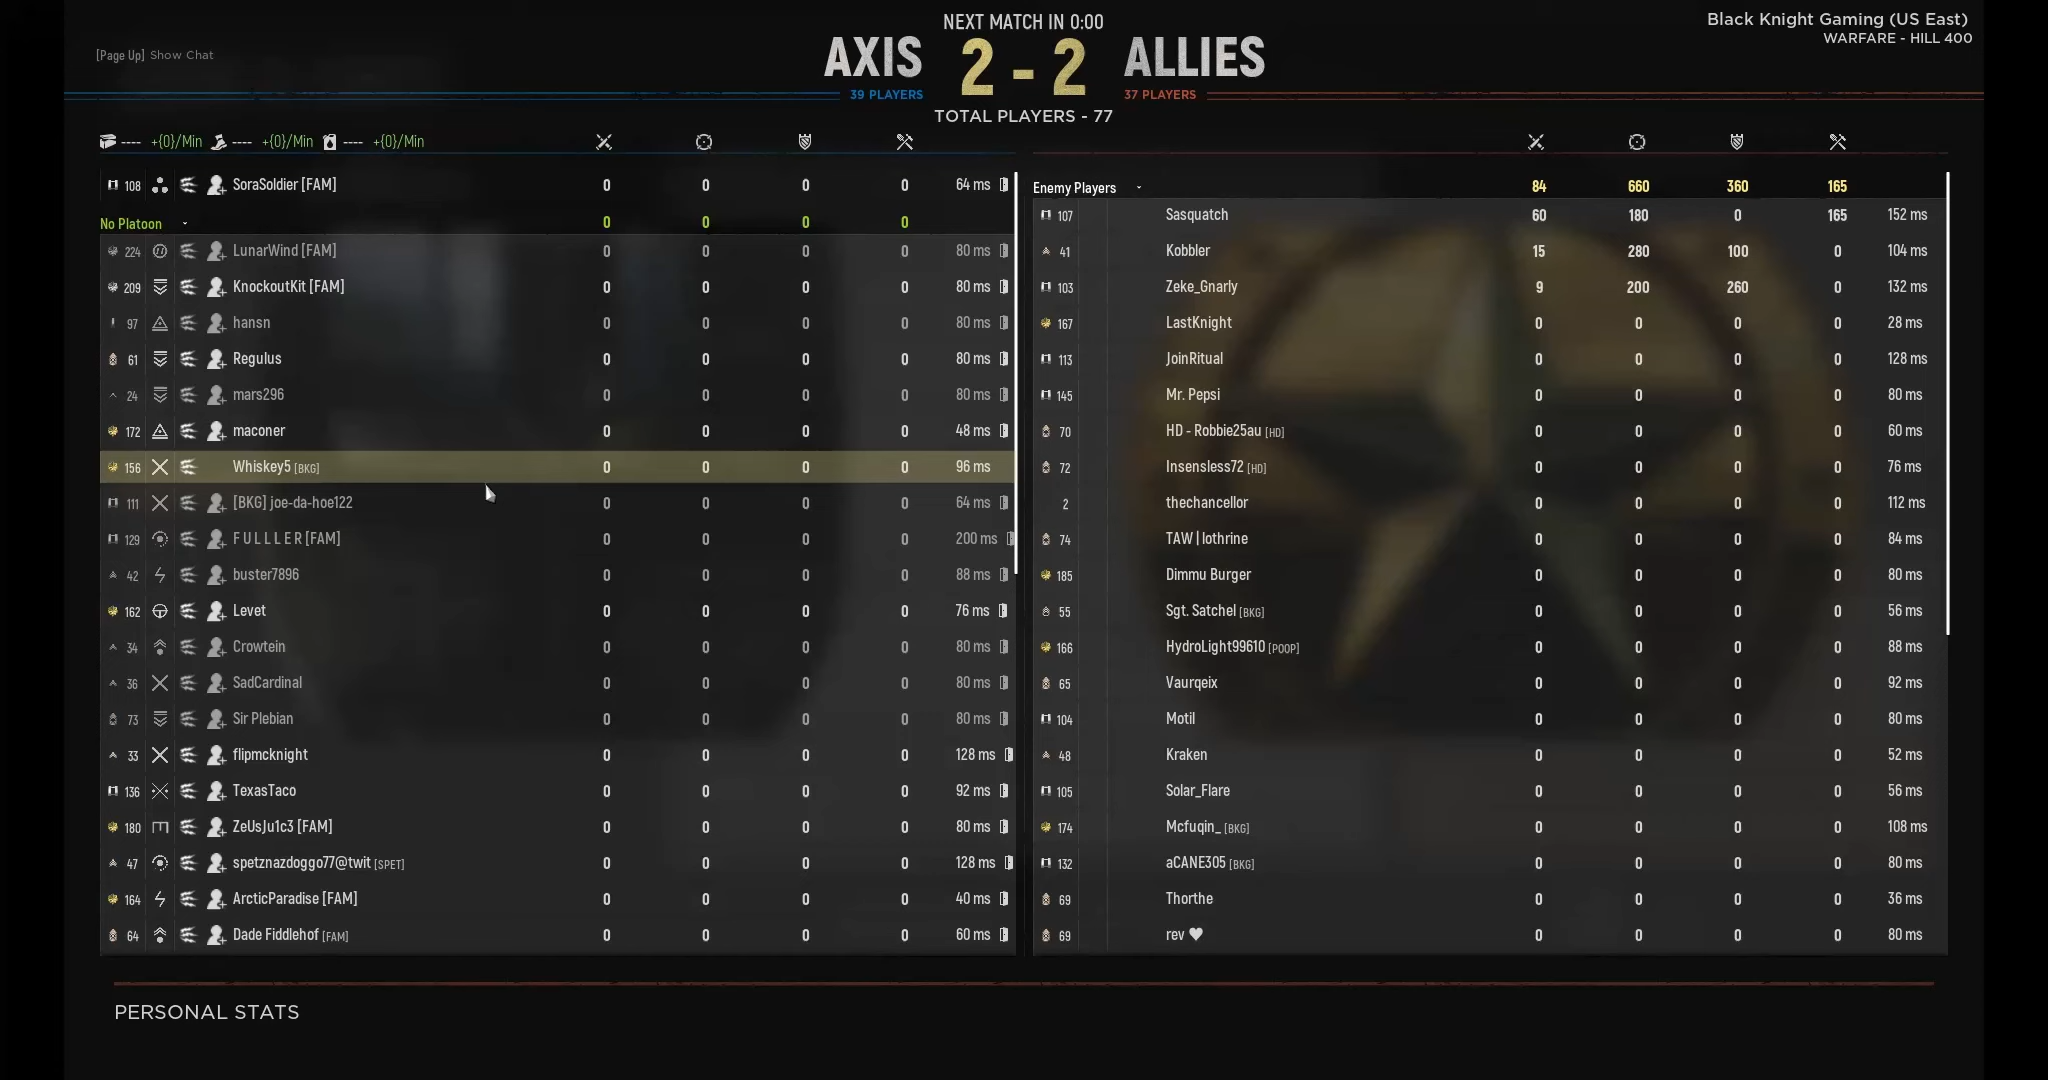 NEXT MATCH IN 0:00
Black Knight Gaming (US East)
WARFARE - HILL 400
[Page Up] Show Chat
AXIS 2 - 2 ALLIES
39 PLAYERS
37 PLAYERS
TOTAL PLAYERS - 77
---- +{0}/Min ---- +{0}/Min ---- +{0}/Min
108 SoraSoldier [FAM] 0 0 0 0 64 ms
No Platoon 0 0 0 0
224 LunarWind [FAM] 0 0 0 0 80 ms
209 KnockoutKit [FAM] 0 0 0 0 80 ms
97 hansn 0 0 0 0 80 ms
61 Regulus 0 0 0 0 80 ms
24 mars296 0 0 0 0 80 ms
172 maconer 0 0 0 0 48 ms
156 Whiskey5 [BKG] 0 0 0 0 96 ms
111 [BKG] joe-da-hoe122 0 0 0 0 64 ms
129 F U L L L E R [FAM] 0 0 0 0 200 ms
42 buster7896 0 0 0 0 88 ms
162 Levet 0 0 0 0 76 ms
34 Crowtein 0 0 0 0 80 ms
36 SadCardinal 0 0 0 0 80 ms
73 Sir Plebian 0 0 0 0 80 ms
33 flipmcknight 0 0 0 0 128 ms
136 TexasTaco 0 0 0 0 92 ms
180 ZeUsJu1c3 [FAM] 0 0 0 0 80 ms
47 spetznazdoggo77@twit [SPET] 0 0 0 0 128 ms
164 ArcticParadise [FAM] 0 0 0 0 40 ms
64 Dade Fiddlehof [FAM] 0 0 0 0 60 ms
Enemy Players 84 660 360 165
107 Sasquatch 60 180 0 165 152 ms
41 Kobbler 15 280 100 0 104 ms
103 Zeke_Gnarly 9 200 260 0 132 ms
167 LastKnight 0 0 0 0 28 ms
113 JoinRitual 0 0 0 0 128 ms
145 Mr. Pepsi 0 0 0 0 80 ms
70 HD - Robbie25au [HD] 0 0 0 0 60 ms
72 Insensless72 [HD] 0 0 0 0 76 ms
2 thechancellor 0 0 0 0 112 ms
74 TAW | lothrine 0 0 0 0 84 ms
185 Dimmu Burger 0 0 0 0 80 ms
55 Sgt. Satchel [BKG] 0 0 0 0 56 ms
166 HydroLight99610 [POOP] 0 0 0 0 88 ms
65 Vaurqeix 0 0 0 0 92 ms
104 Motil 0 0 0 0 80 ms
48 Kraken 0 0 0 0 52 ms
105 Solar_Flare 0 0 0 0 56 ms
174 Mcfuqin_ [BKG] 0 0 0 0 108 ms
132 aCANE305 [BKG] 0 0 0 0 80 ms
69 Thorthe 0 0 0 0 36 ms
69 rev ♥ 0 0 0 0 80 ms
PERSONAL STATS